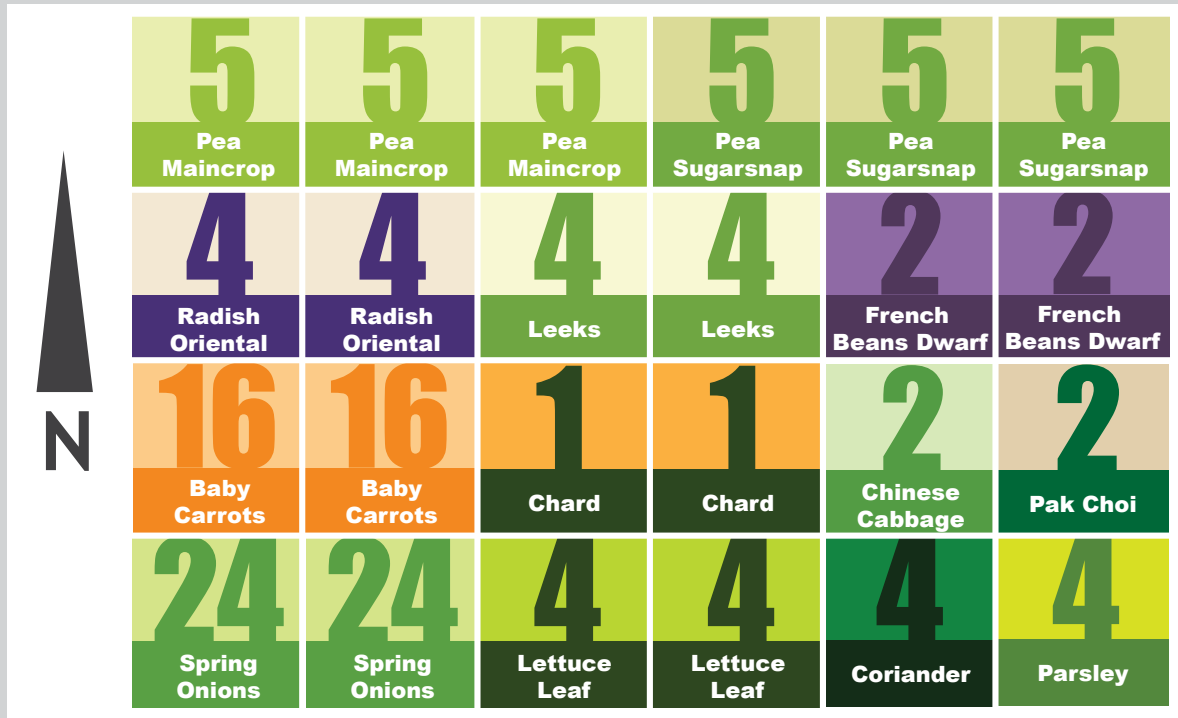 5 5 5 5 5 5
Pea Pea Pea Pea Pea Pea
Maincrop Maincrop Maincrop Sugarsnap Sugarsnap Sugarsnap
4 4 4 4 2 2
Radish Radish Leeks Leeks French French
Oriental Oriental Beans Dwarf Beans Dwarf
N
16 16 1 1 2 2
Baby Baby Chard Chard Chinese Pak Choi
Carrots Carrots Cabbage
24 24 4 4 4 4
Spring Spring Lettuce Lettuce Coriander Parsley
Onions Onions Leaf Leaf